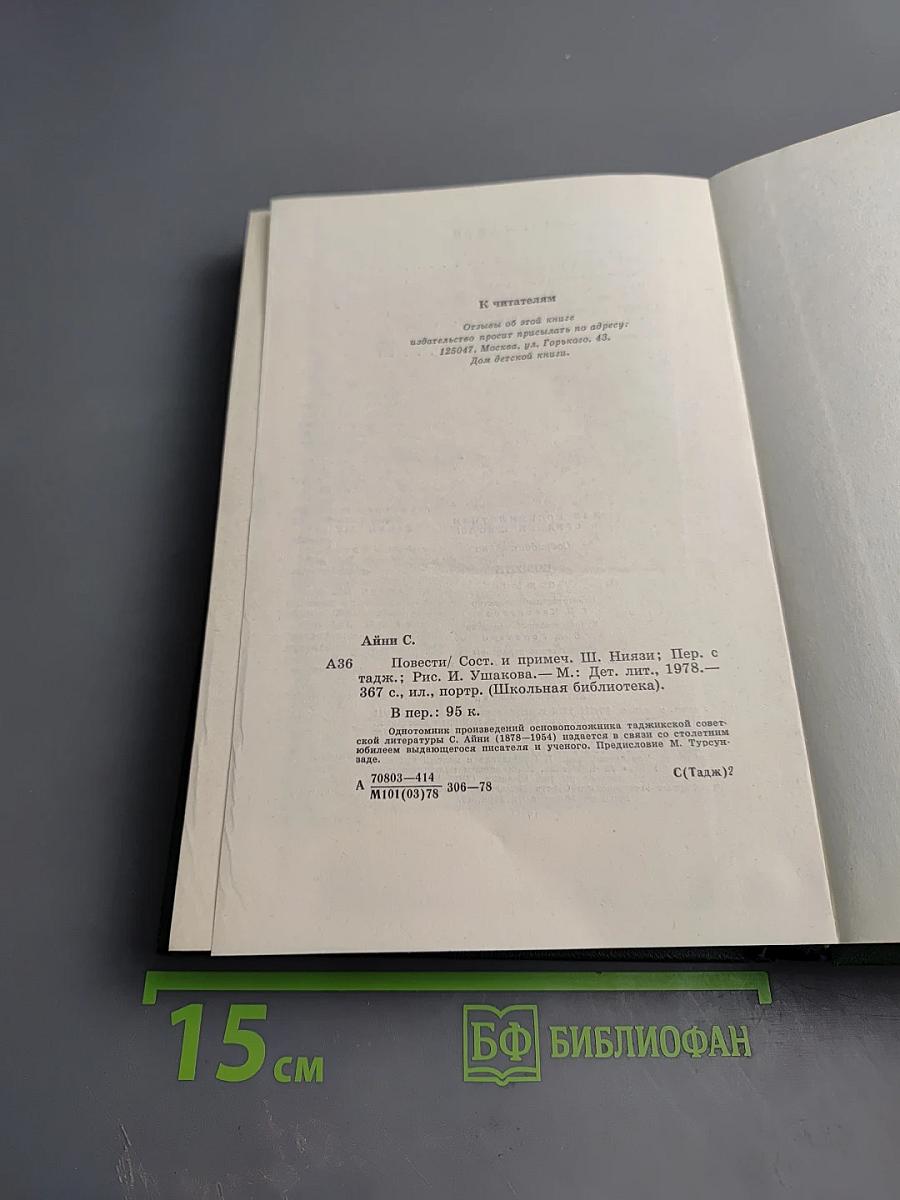 К читателям
Отзывы об этой книге
издательство просит присылать по адресу:
125047, Москва, ул. Горького, 43.
Дом детской книги.
Айни С.
А36 Повести/ Сост. и примеч. Ш. Ниязи; Пер. с
тадж.; Рис. И. Ушакова.— М.: Дет. лит., 1978.—
367 с., ил., портр. (Школьная библиотека).
В пер.: 95 к.
Однотомник произведений основоположника таджикской совет-
ской литературы С. Айни (1878—1954) издается в связи со столетним
юбилеем выдающегося писателя и ученого. Предисловие М. Турсун-
заде.
С(Тадж)2
70803—414
А 306—78
М101(03)78
15 см
БФ БИБЛИОФАН